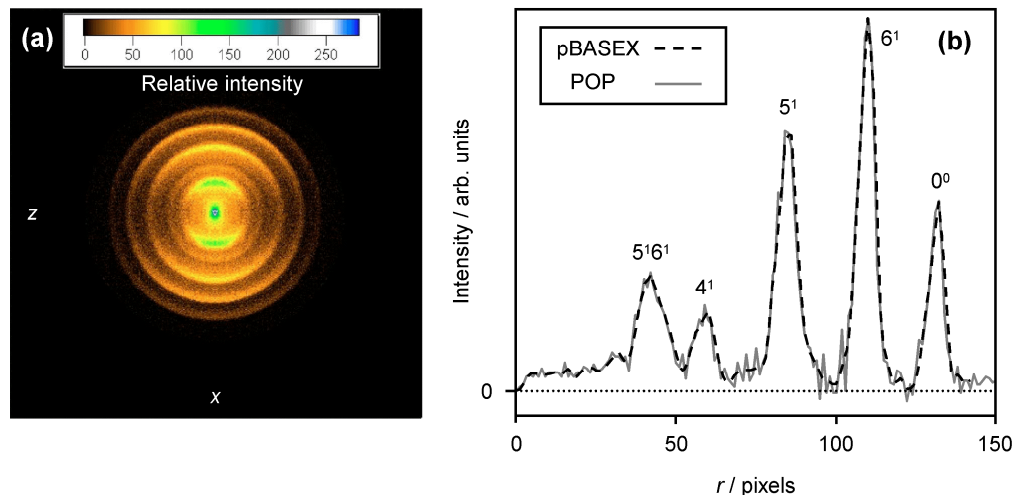 (a)
0 50 100 150 200 250
Relative intensity
z
x
(b)
pBASEX
POP
5¹6¹
4¹
5¹
6¹
0⁰
Intensity / arb. units
0
0 50 100 150
r / pixels